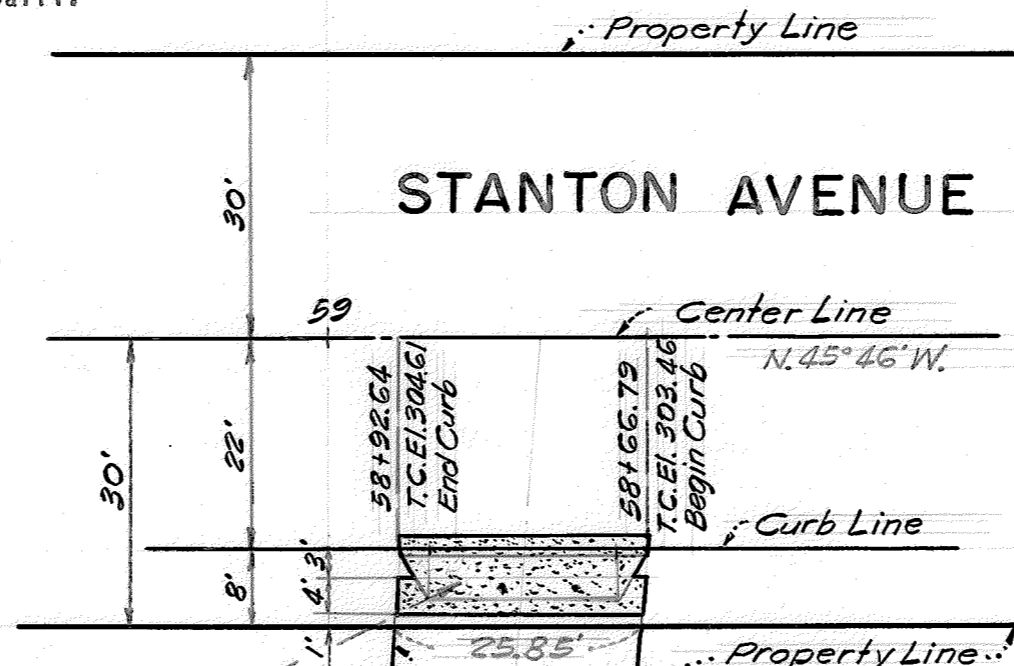 Property Line
STANTON AVENUE
30'
59
Center Line
N.45°46'W.
58+92.64
T.C.El.304.61
End Curb
58+66.79
T.C.El. 303.46
Begin Curb
22'
30'
Curb Line
3'
4'
8'
1'
25.85'
Property Line